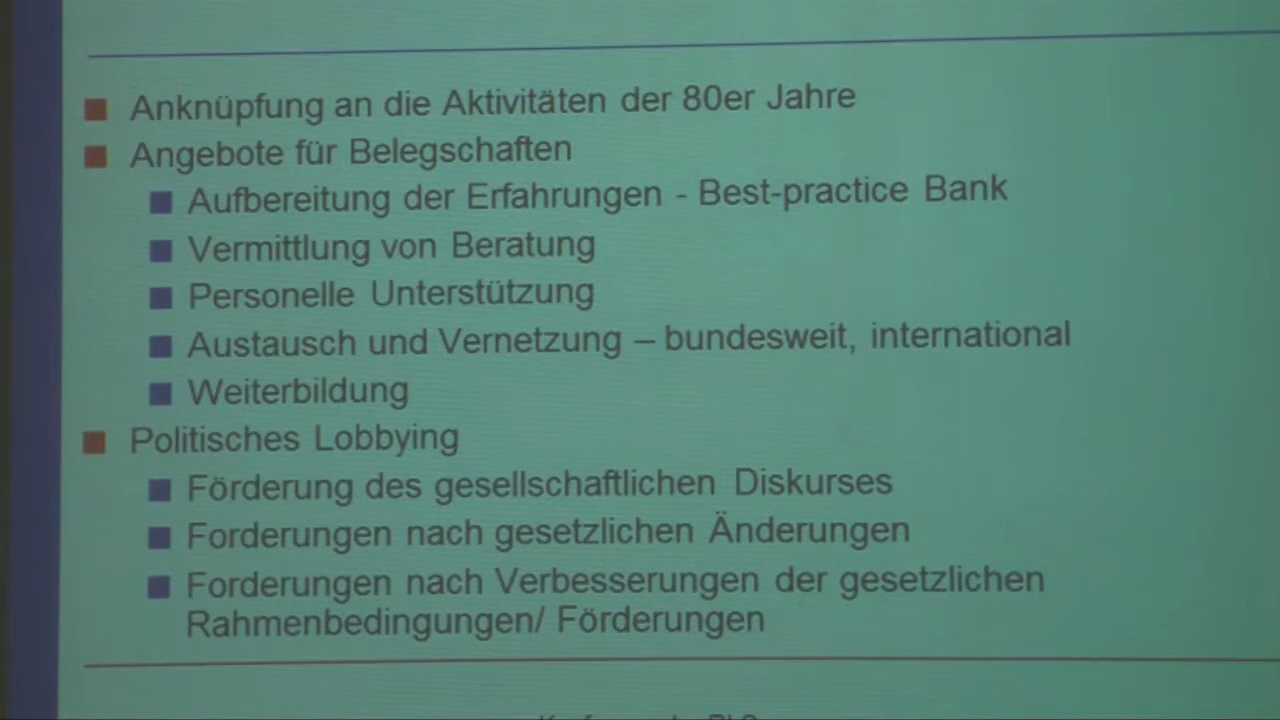 Anknüpfung an die Aktivitäten der 80er Jahre
Angebote für Belegschaften
Aufbereitung der Erfahrungen - Best-practice Bank
Vermittlung von Beratung
Personelle Unterstützung
Austausch und Vernetzung – bundesweit, international
Weiterbildung
Politisches Lobbying
Förderung des gesellschaftlichen Diskurses
Forderungen nach gesetzlichen Änderungen
Forderungen nach Verbesserungen der gesetzlichen
Rahmenbedingungen/ Förderungen